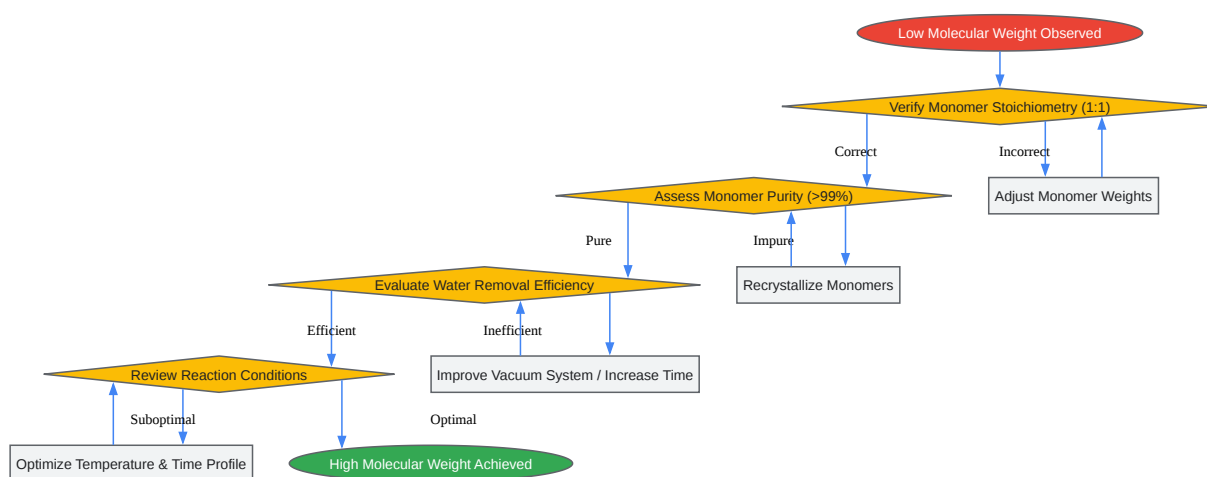 Low Molecular Weight Observed
Verify Monomer Stoichiometry (1:1)
Correct
Incorrect
Assess Monomer Purity (>99%)
Adjust Monomer Weights
Pure
Impure
Evaluate Water Removal Efficiency
Recrystallize Monomers
Efficient
Inefficient
Review Reaction Conditions
Improve Vacuum System / Increase Time
Suboptimal
Optimal
Optimize Temperature & Time Profile
High Molecular Weight Achieved